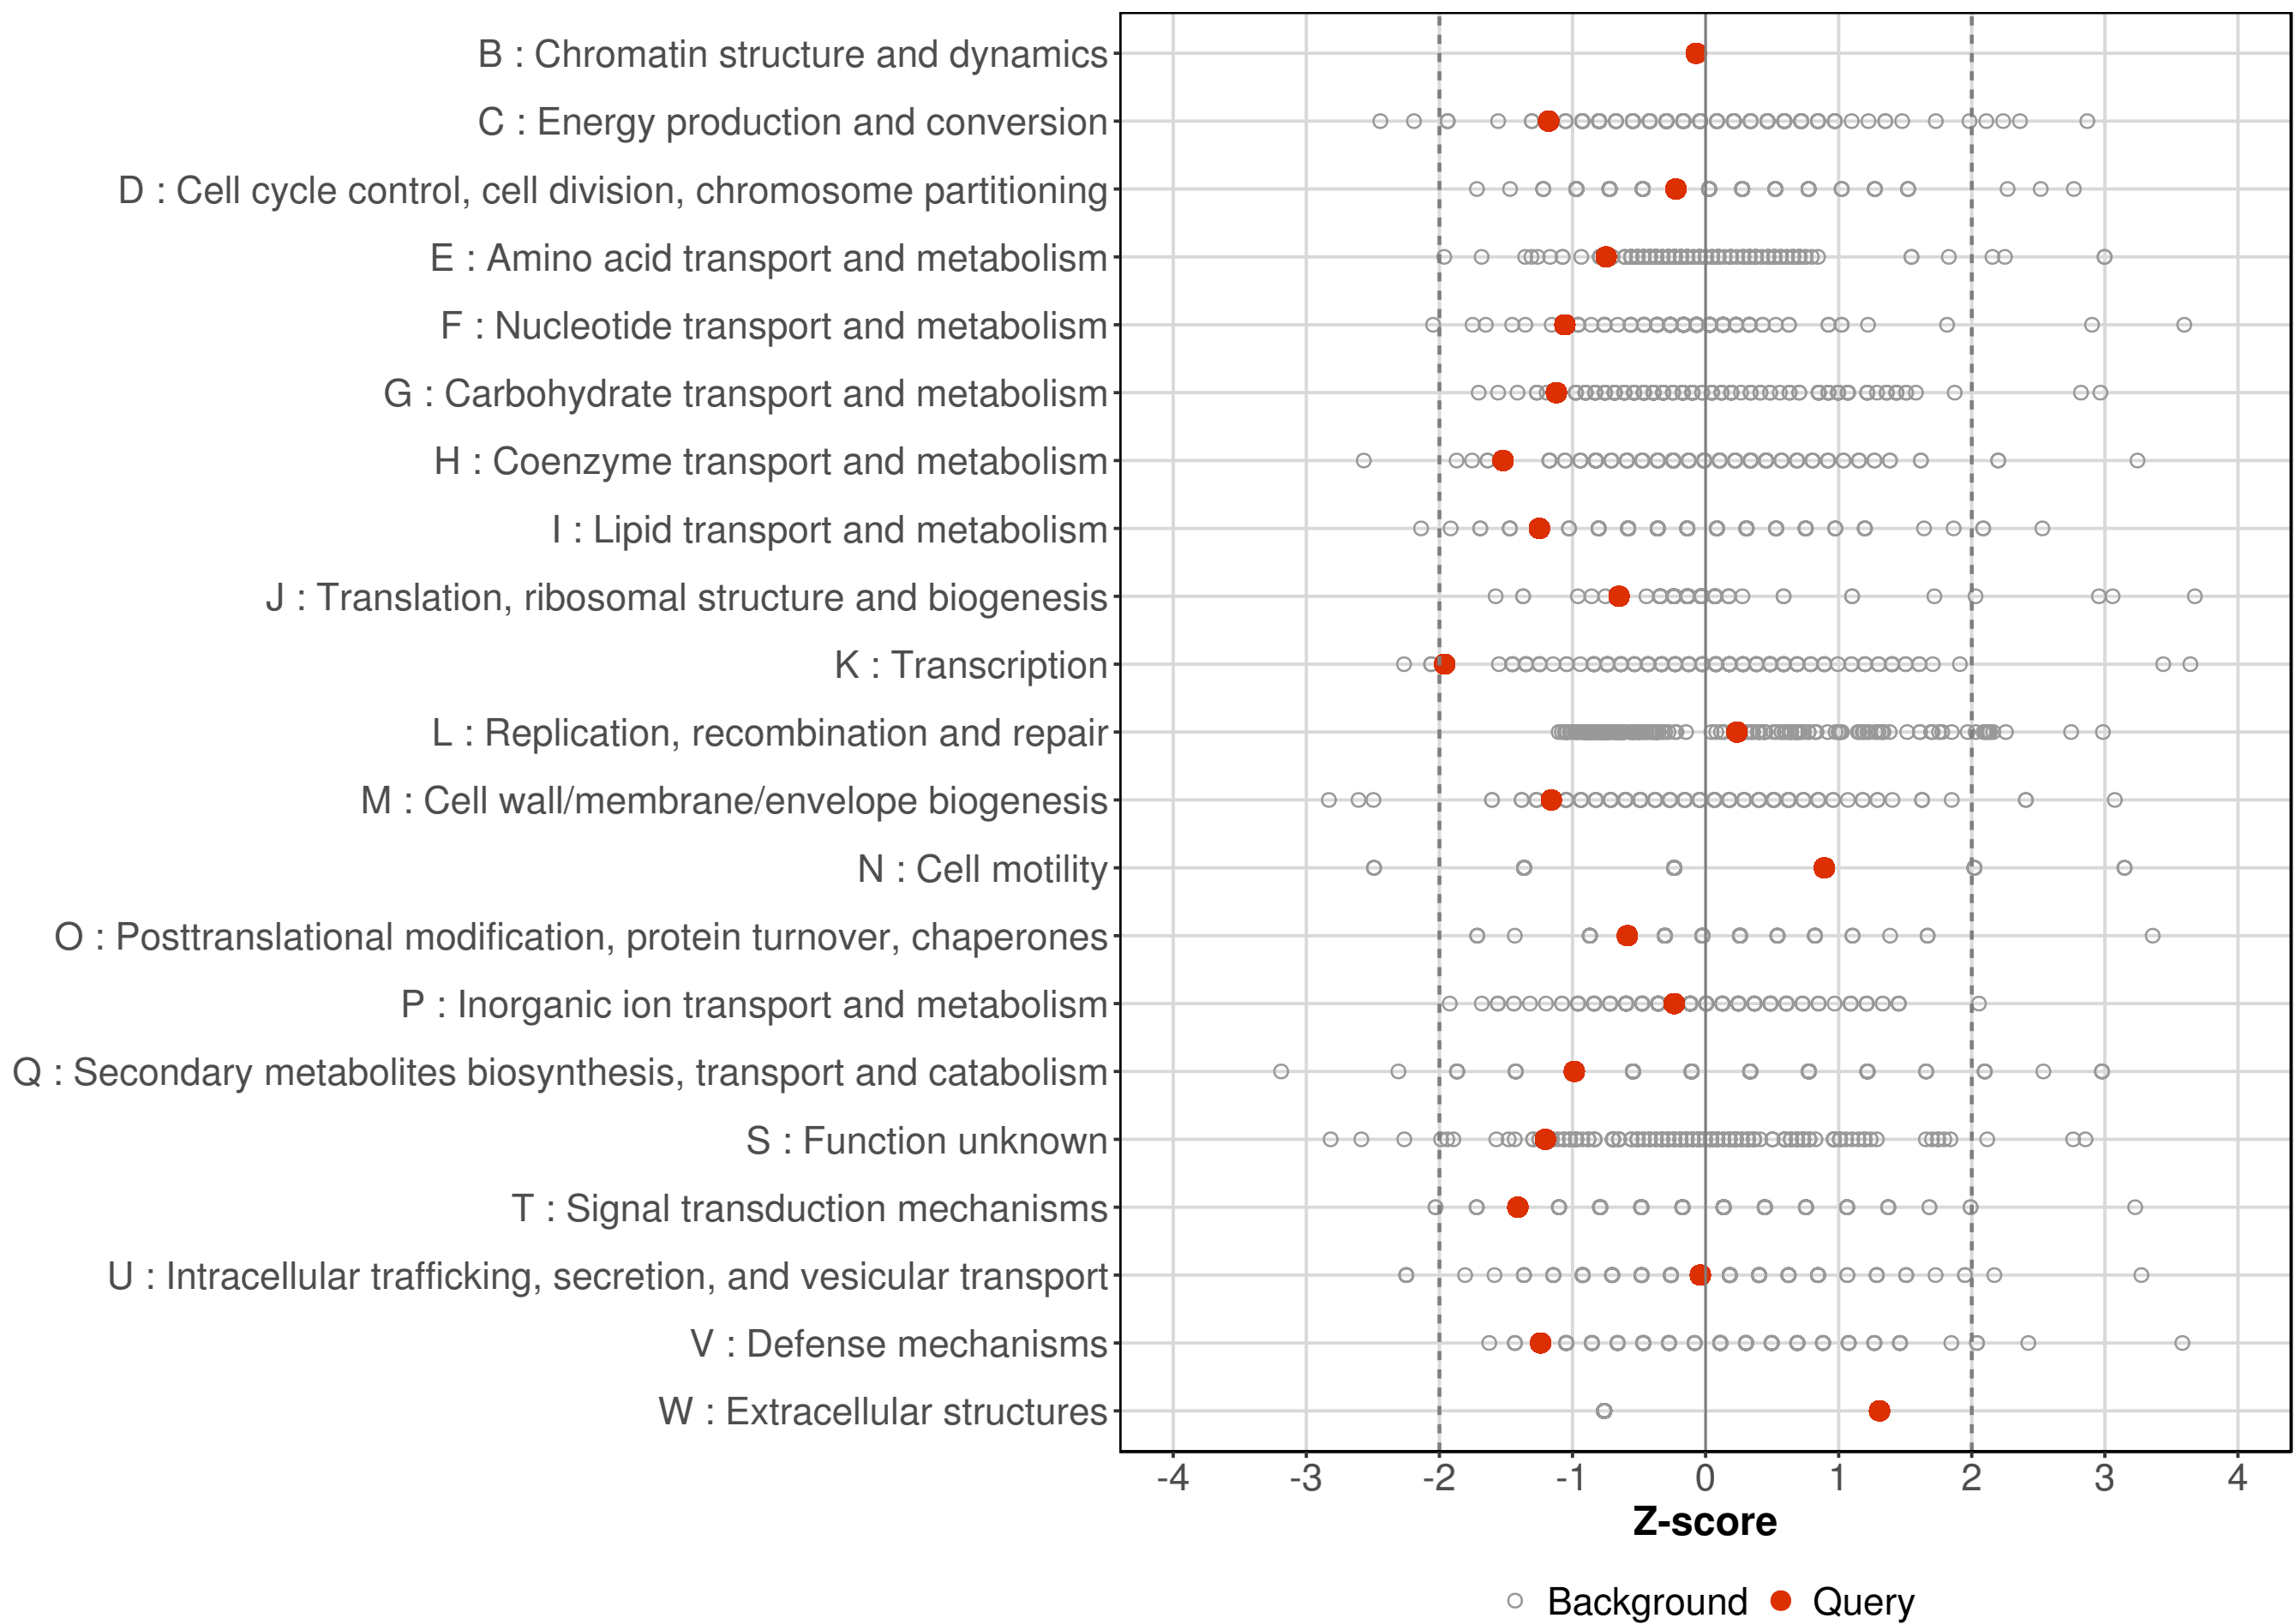 B : Chromatin structure and dynamics
C : Energy production and conversion
D : Cell cycle control, cell division, chromosome partitioning
E : Amino acid transport and metabolism
F : Nucleotide transport and metabolism
G : Carbohydrate transport and metabolism
H : Coenzyme transport and metabolism
I : Lipid transport and metabolism
J : Translation, ribosomal structure and biogenesis
K : Transcription
L : Replication, recombination and repair
M : Cell wall/membrane/envelope biogenesis
N : Cell motility
O : Posttranslational modification, protein turnover, chaperones
P : Inorganic ion transport and metabolism
Q : Secondary metabolites biosynthesis, transport and catabolism
S : Function unknown
T : Signal transduction mechanisms
U : Intracellular trafficking, secretion, and vesicular transport
V : Defense mechanisms
W : Extracellular structures
-4 -3 -2 -1 0 1 2 3 4
Z-score
Background Query